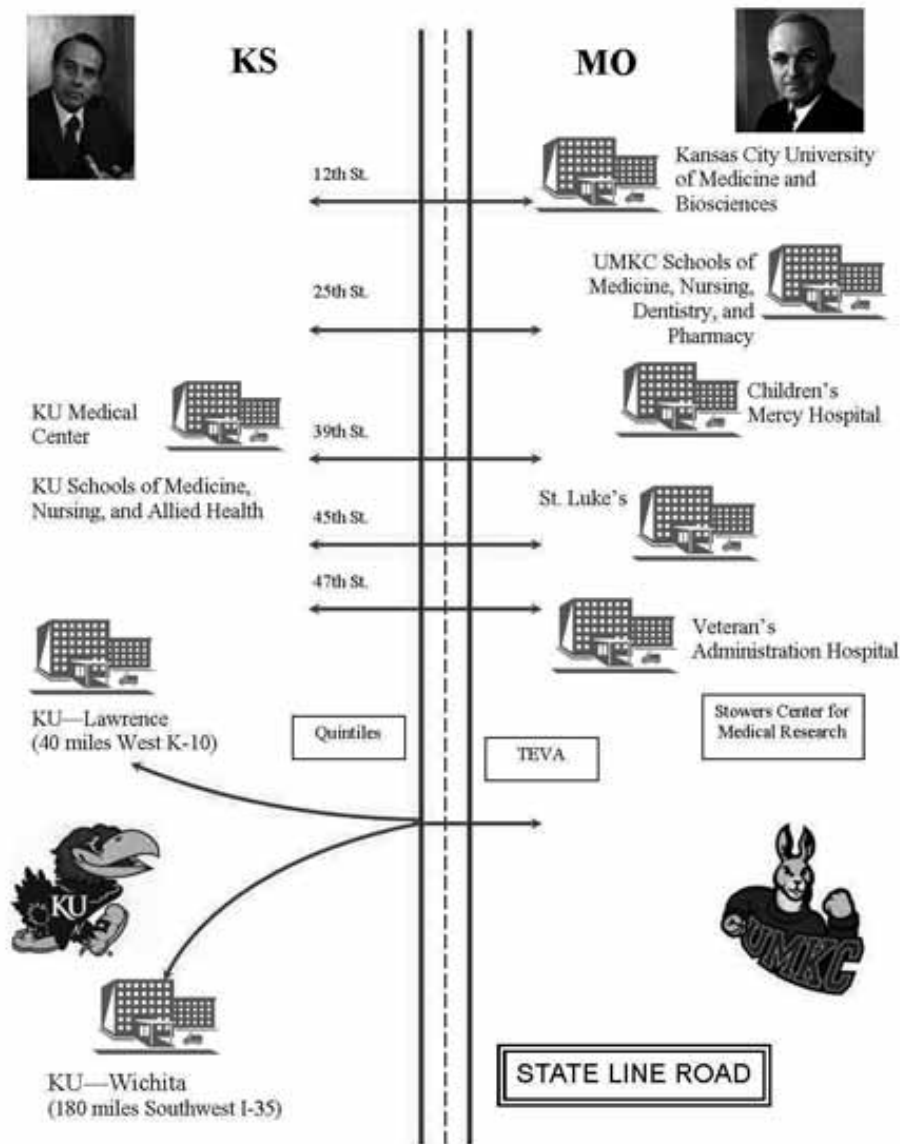 KS
MO
12th St.
Kansas City University
of Medicine and
Biosciences
25th St.
UMKC Schools of
Medicine, Nursing,
Dentistry, and
Pharmacy
KU Medical
Center
39th St.
Children's
Mercy Hospital
KU Schools of Medicine,
Nursing, and Allied Health
45th St.
St. Luke's
47th St.
Veteran's
Administration Hospital
KU—Lawrence
(40 miles West K-10)
Quintiles
TEVA
Stowers Center for
Medical Research
KU
UMKC
KU—Wichita
(180 miles Southwest I-35)
STATE LINE ROAD